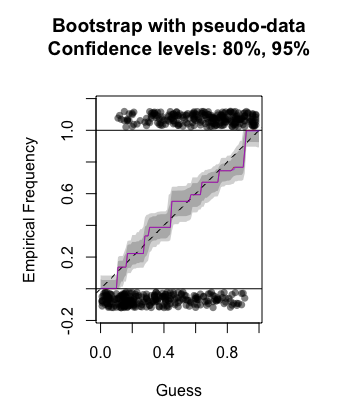 Bootstrap with pseudo-data
Confidence levels: 80%, 95%
Empirical Frequency
1.0
0.6
0.2
-0.2
0.0 0.4 0.8
Guess